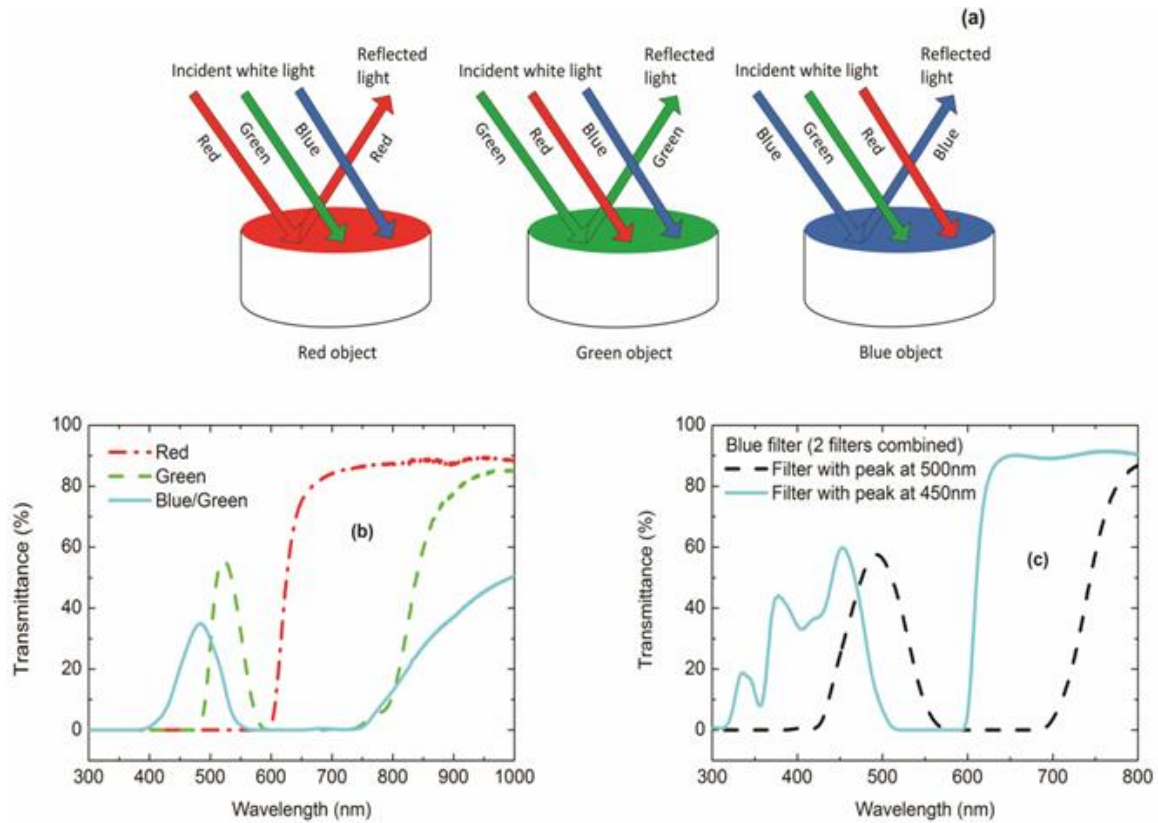 (a)
Incident white light
Reflected
light
Red
Green
Blue
Red
Red object
Incident white light
Reflected
light
Green
Red
Blue
Green
Green object
Incident white light
Reflected
light
Blue
Green
Red
Blue
Blue object
100
80
60
40
20
0
Transmittance (%)
Red
Green
Blue/Green
(b)
300 400 500 600 700 800 900 1000
Wavelength (nm)
100
80
60
40
20
0
Transmittance (%)
Blue filter (2 filters combined)
Filter with peak at 500nm
Filter with peak at 450nm
(c)
300 400 500 600 700 800
Wavelength (nm)